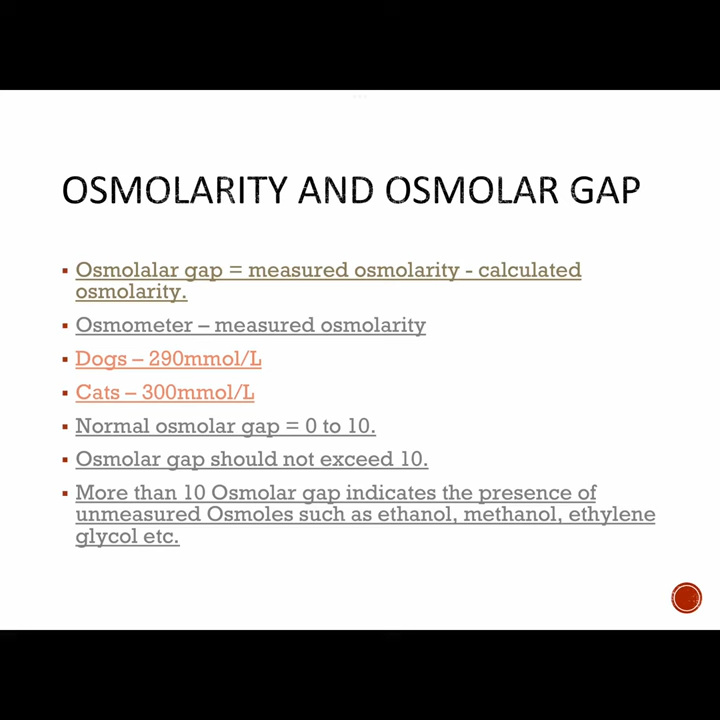 OSMOLARITY AND OSMOLAR GAP
▪ Osmolalar gap = measured osmolarity - calculated
osmolarity.
▪ Osmometer – measured osmolarity
▪ Dogs – 290mmol/L
▪ Cats – 300mmol/L
▪ Normal osmolar gap = 0 to 10.
▪ Osmolar gap should not exceed 10.
▪ More than 10 Osmolar gap indicates the presence of
unmeasured Osmoles such as ethanol, methanol, ethylene
glycol etc.